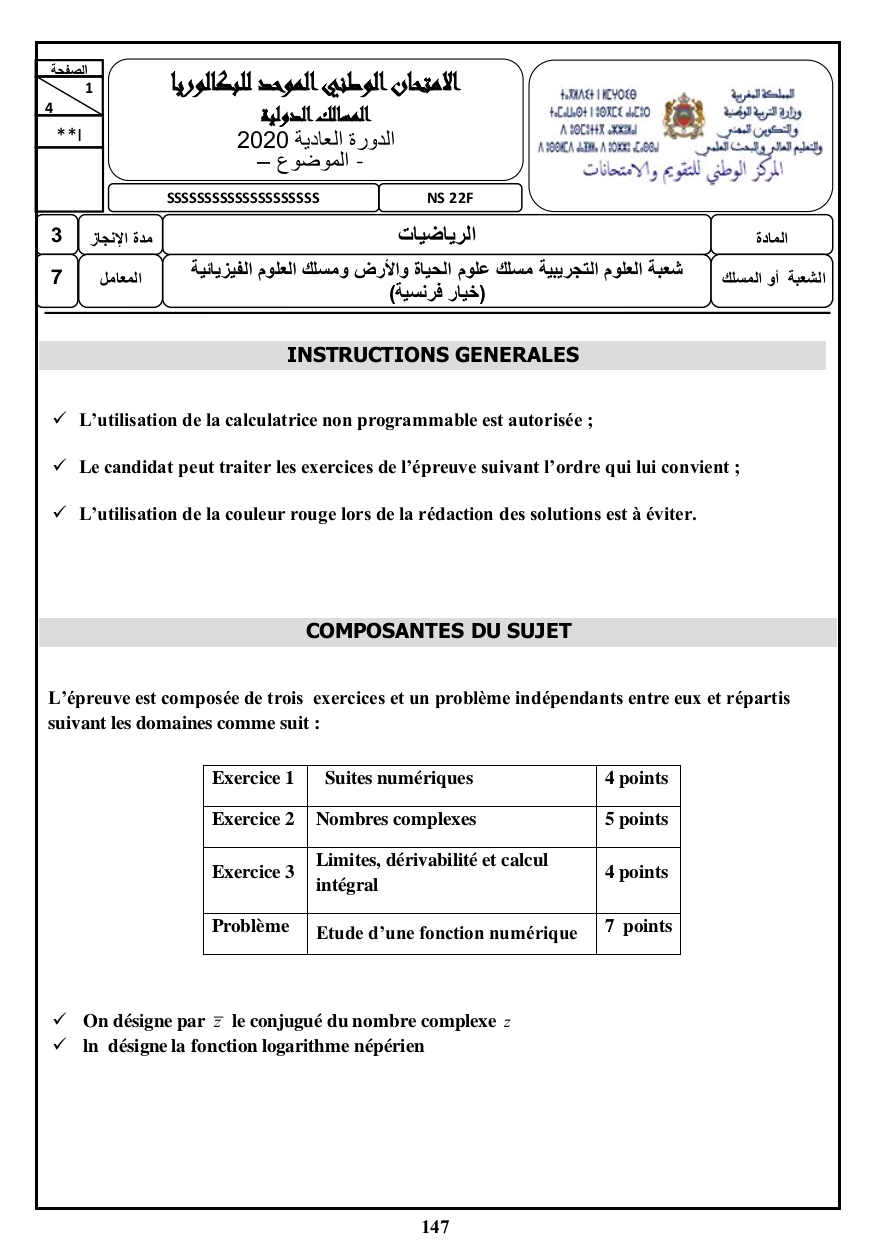 الصفحة
1
4
**I
الامتحان الوطني الموحد للبكالوريا
المسالك الدولية
الدورة العادية 2020
- الموضوع –
SSSSSSSSSSSSSSSSSSSS
NS 22F
ⵜⴰⴳⵍⴷⵉⵜ ⵏ ⵍⵎⵖⵔⵉⴱ
المملكة المغربية
وزارة التربية الوطنية
والتكوين المهني
والتعليم العالي والبحث العلمي
المركز الوطني للتقويم والامتحانات
المادة
الرياضيات
مدة الإنجاز
3
الشعبة أو المسلك
شعبة العلوم التجريبية مسلك علوم الحياة والأرض ومسلك العلوم الفيزيائية
(خيار فرنسية)
المعامل
7
INSTRUCTIONS GENERALES
✓ L’utilisation de la calculatrice non programmable est autorisée ;
✓ Le candidat peut traiter les exercices de l’épreuve suivant l’ordre qui lui convient ;
✓ L’utilisation de la couleur rouge lors de la rédaction des solutions est à éviter.
COMPOSANTES DU SUJET
L’épreuve est composée de trois exercices et un problème indépendants entre eux et répartis
suivant les domaines comme suit :
Exercice 1 Suites numériques 4 points
Exercice 2 Nombres complexes 5 points
Exercice 3 Limites, dérivabilité et calcul
intégral 4 points
Problème Etude d’une fonction numérique 7 points
✓ On désigne par z̅ le conjugué du nombre complexe z
✓ ln désigne la fonction logarithme népérien
147